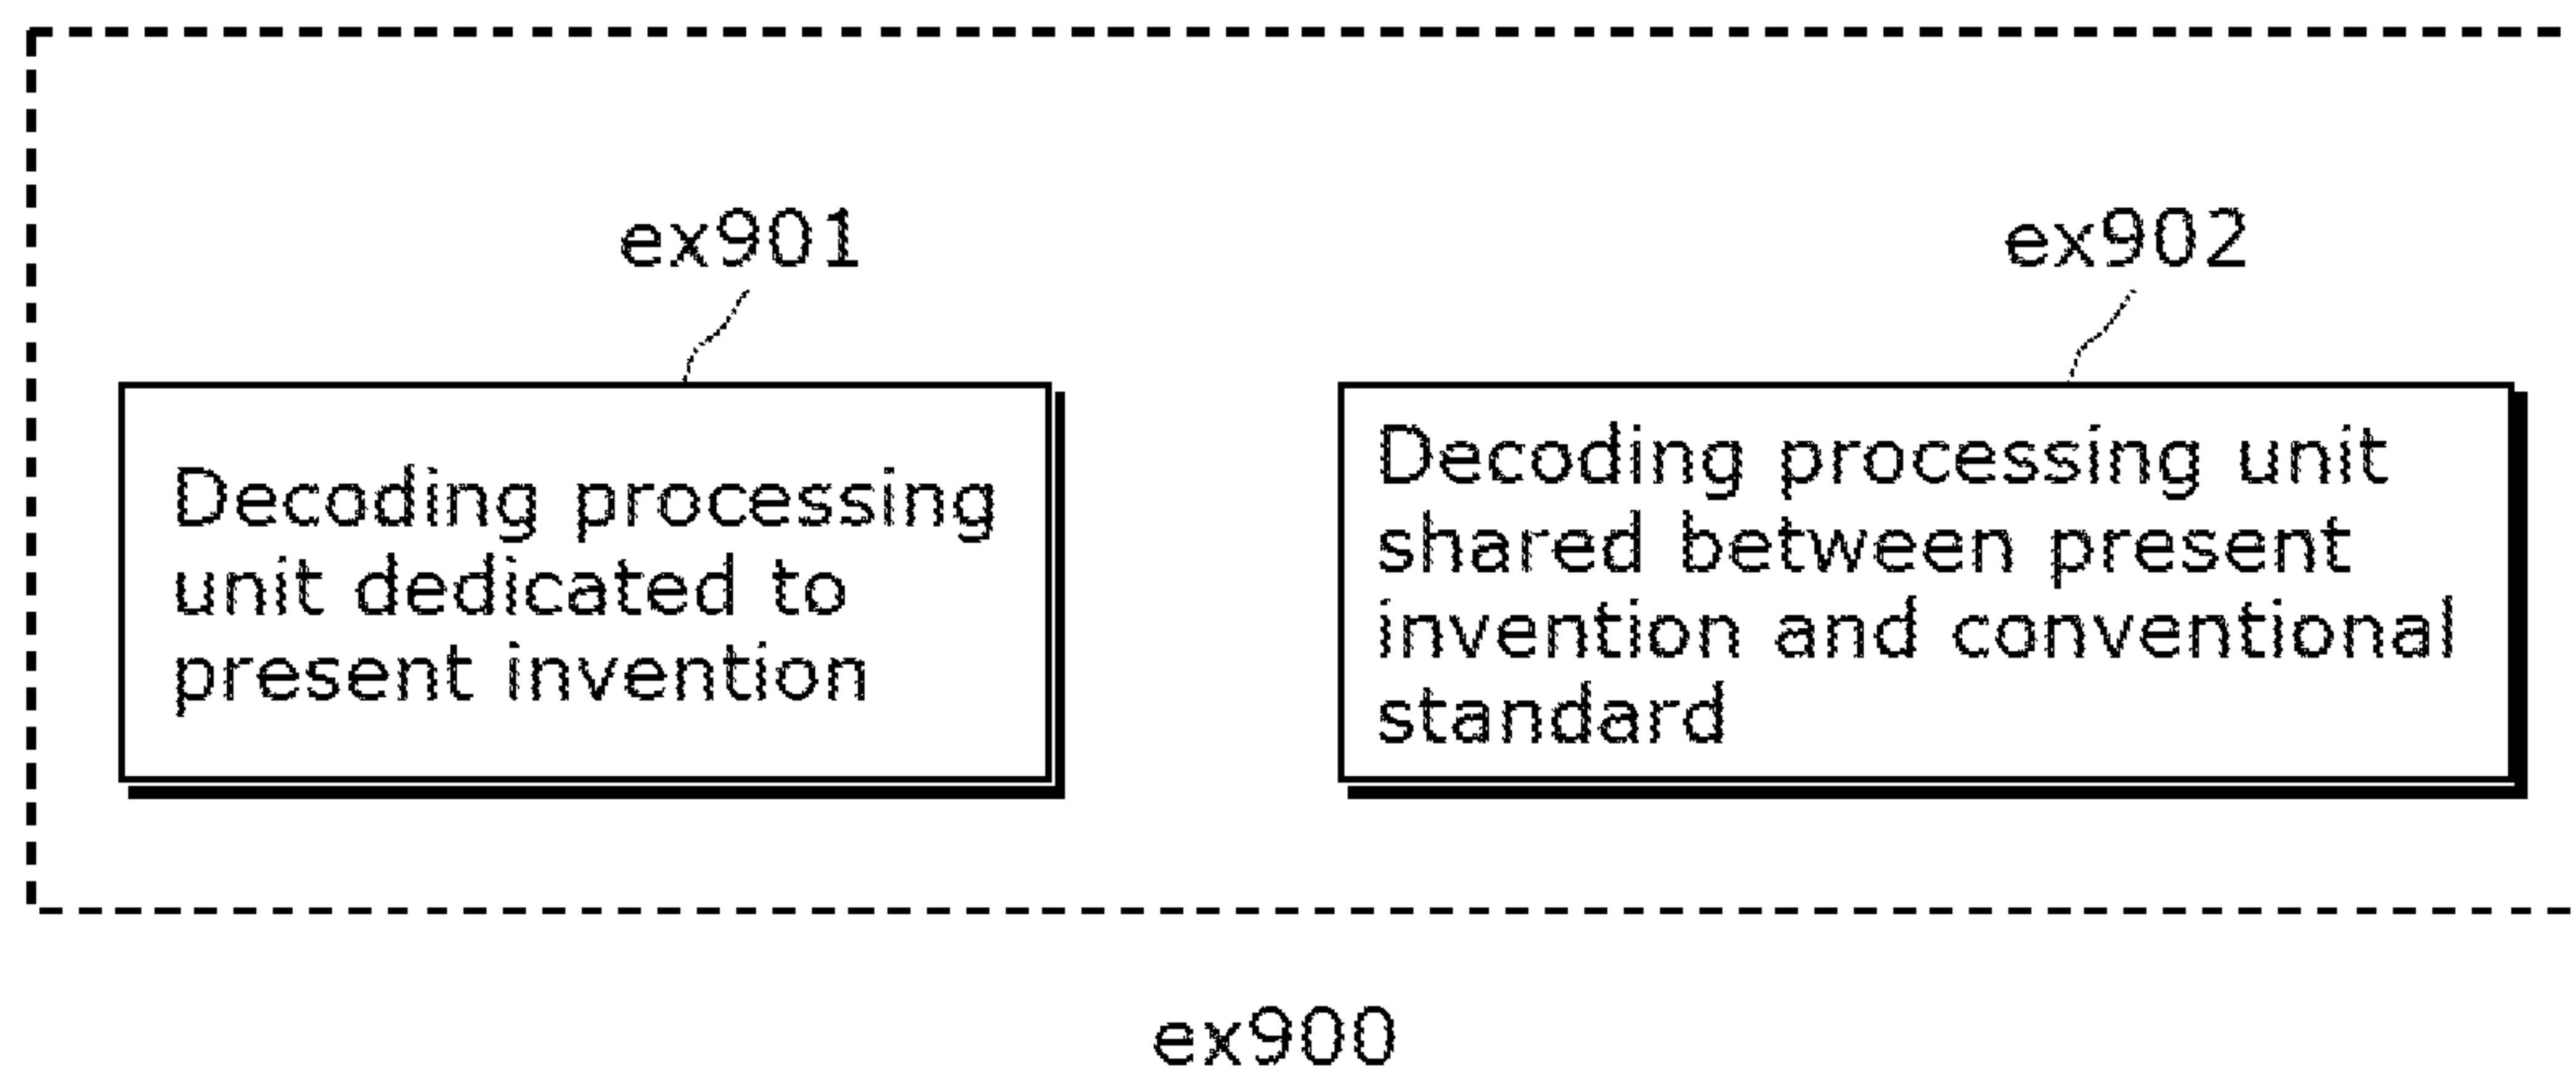 ex901
ex902
Decoding processing
unit dedicated to
present invention
Decoding processing unit
shared between present
invention and conventional
standard
ex900